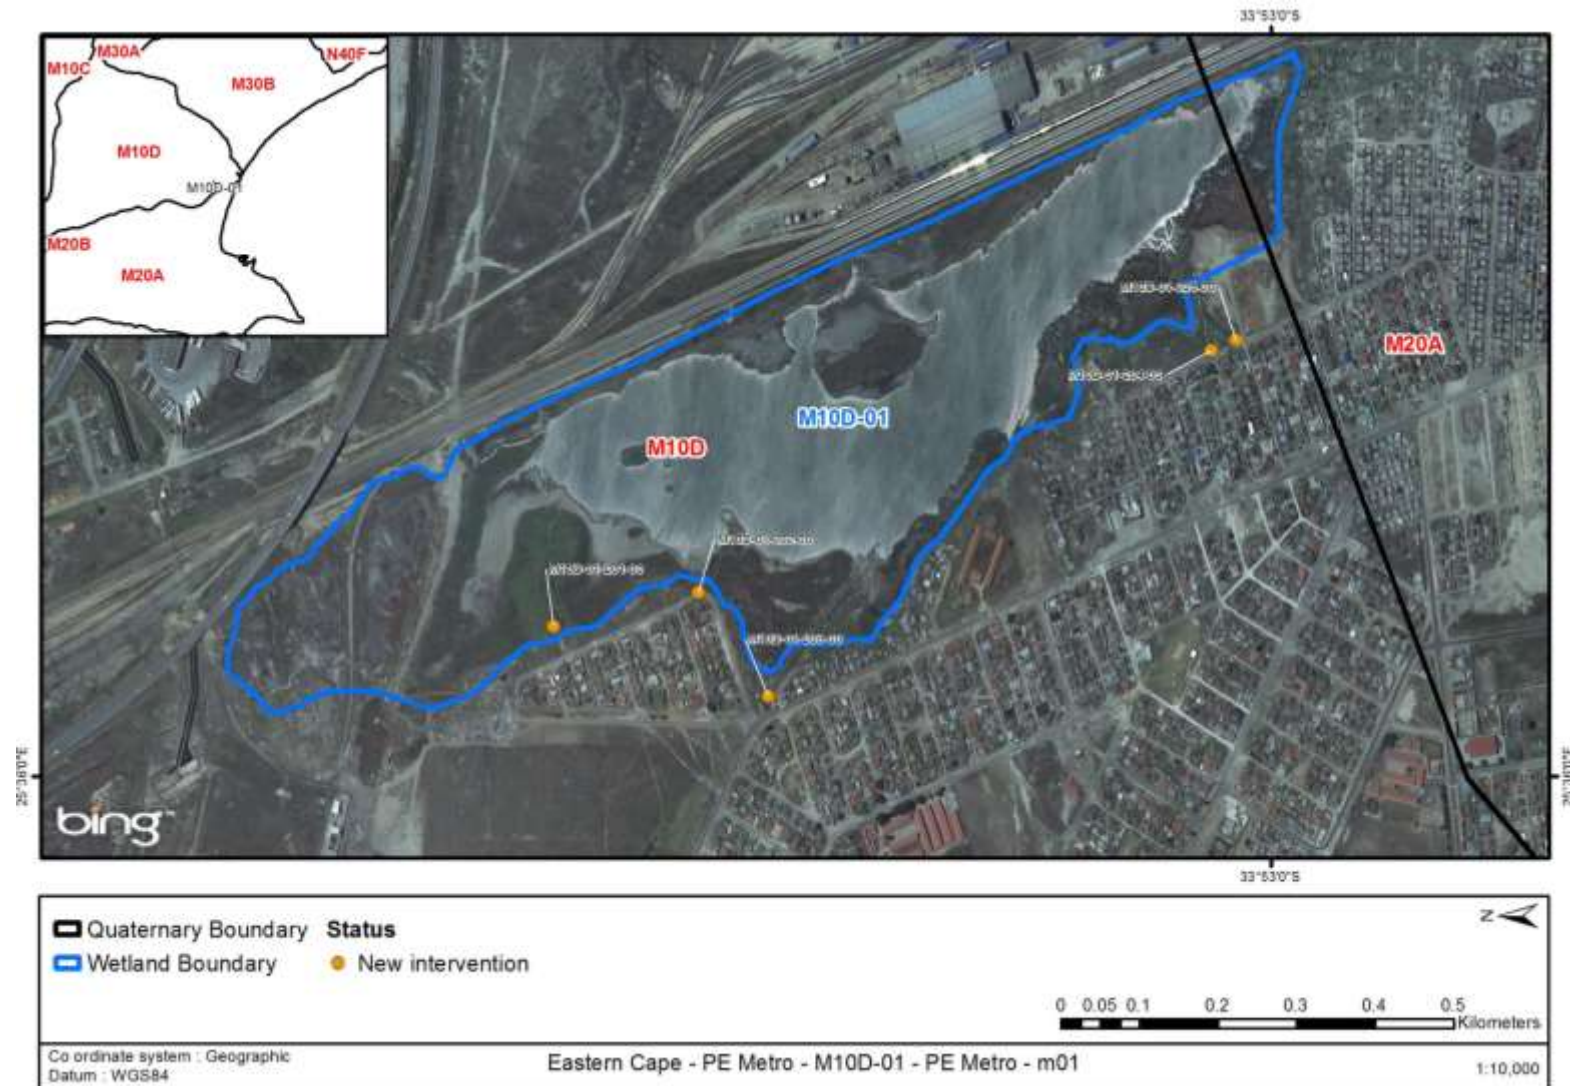 33°53'0"S
M30A
M10C
N40F
M30B
M10D
M10D-01
M20B
M20A
M20A
M10D-01
M10D
25°36'0"E
bing
33°53'0"S
Quaternary Boundary
Status
Wetland Boundary
New intervention
Z
0 0.05 0.1 0.2 0.3 0.4 0.5
Kilometers
Co ordinate system : Geographic
Datum : WGS84
Eastern Cape - PE Metro - M10D-01 - PE Metro - m01
1:10,000